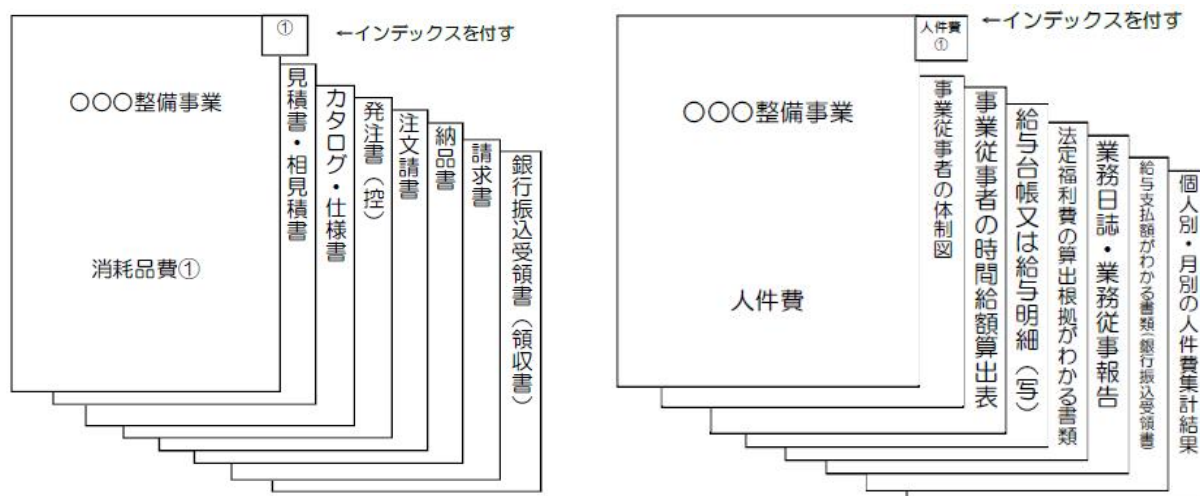 ①
←インデックスを付す
〇〇〇整備事業
消耗品費①
見積書・相見積書
カタログ・仕様書
発注書（控）
注文請書
納品書
請求書
銀行振込受領書（領収書）
人件費
①
←インデックスを付す
〇〇〇整備事業
人件費
事業従事者の体制図
事業従事者の時間給額算出表
給与台帳又は給与明細（写）
法定福利費の算出根拠がわかる書類
業務日誌・業務従事報告
給与支払額がわかる書類（銀行振込受領書）
個人別・月別の人件費集計結果